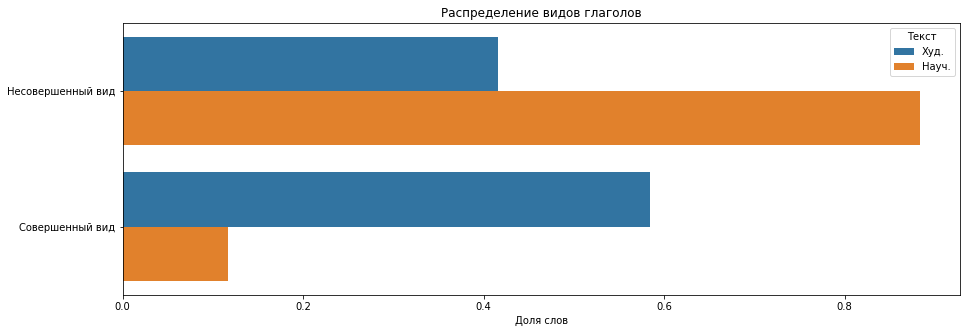 Распределение видов глаголов
Текст
Худ.
Науч.
Несовершенный вид
Совершенный вид
0.0 0.2 0.4 0.6 0.8
Доля слов